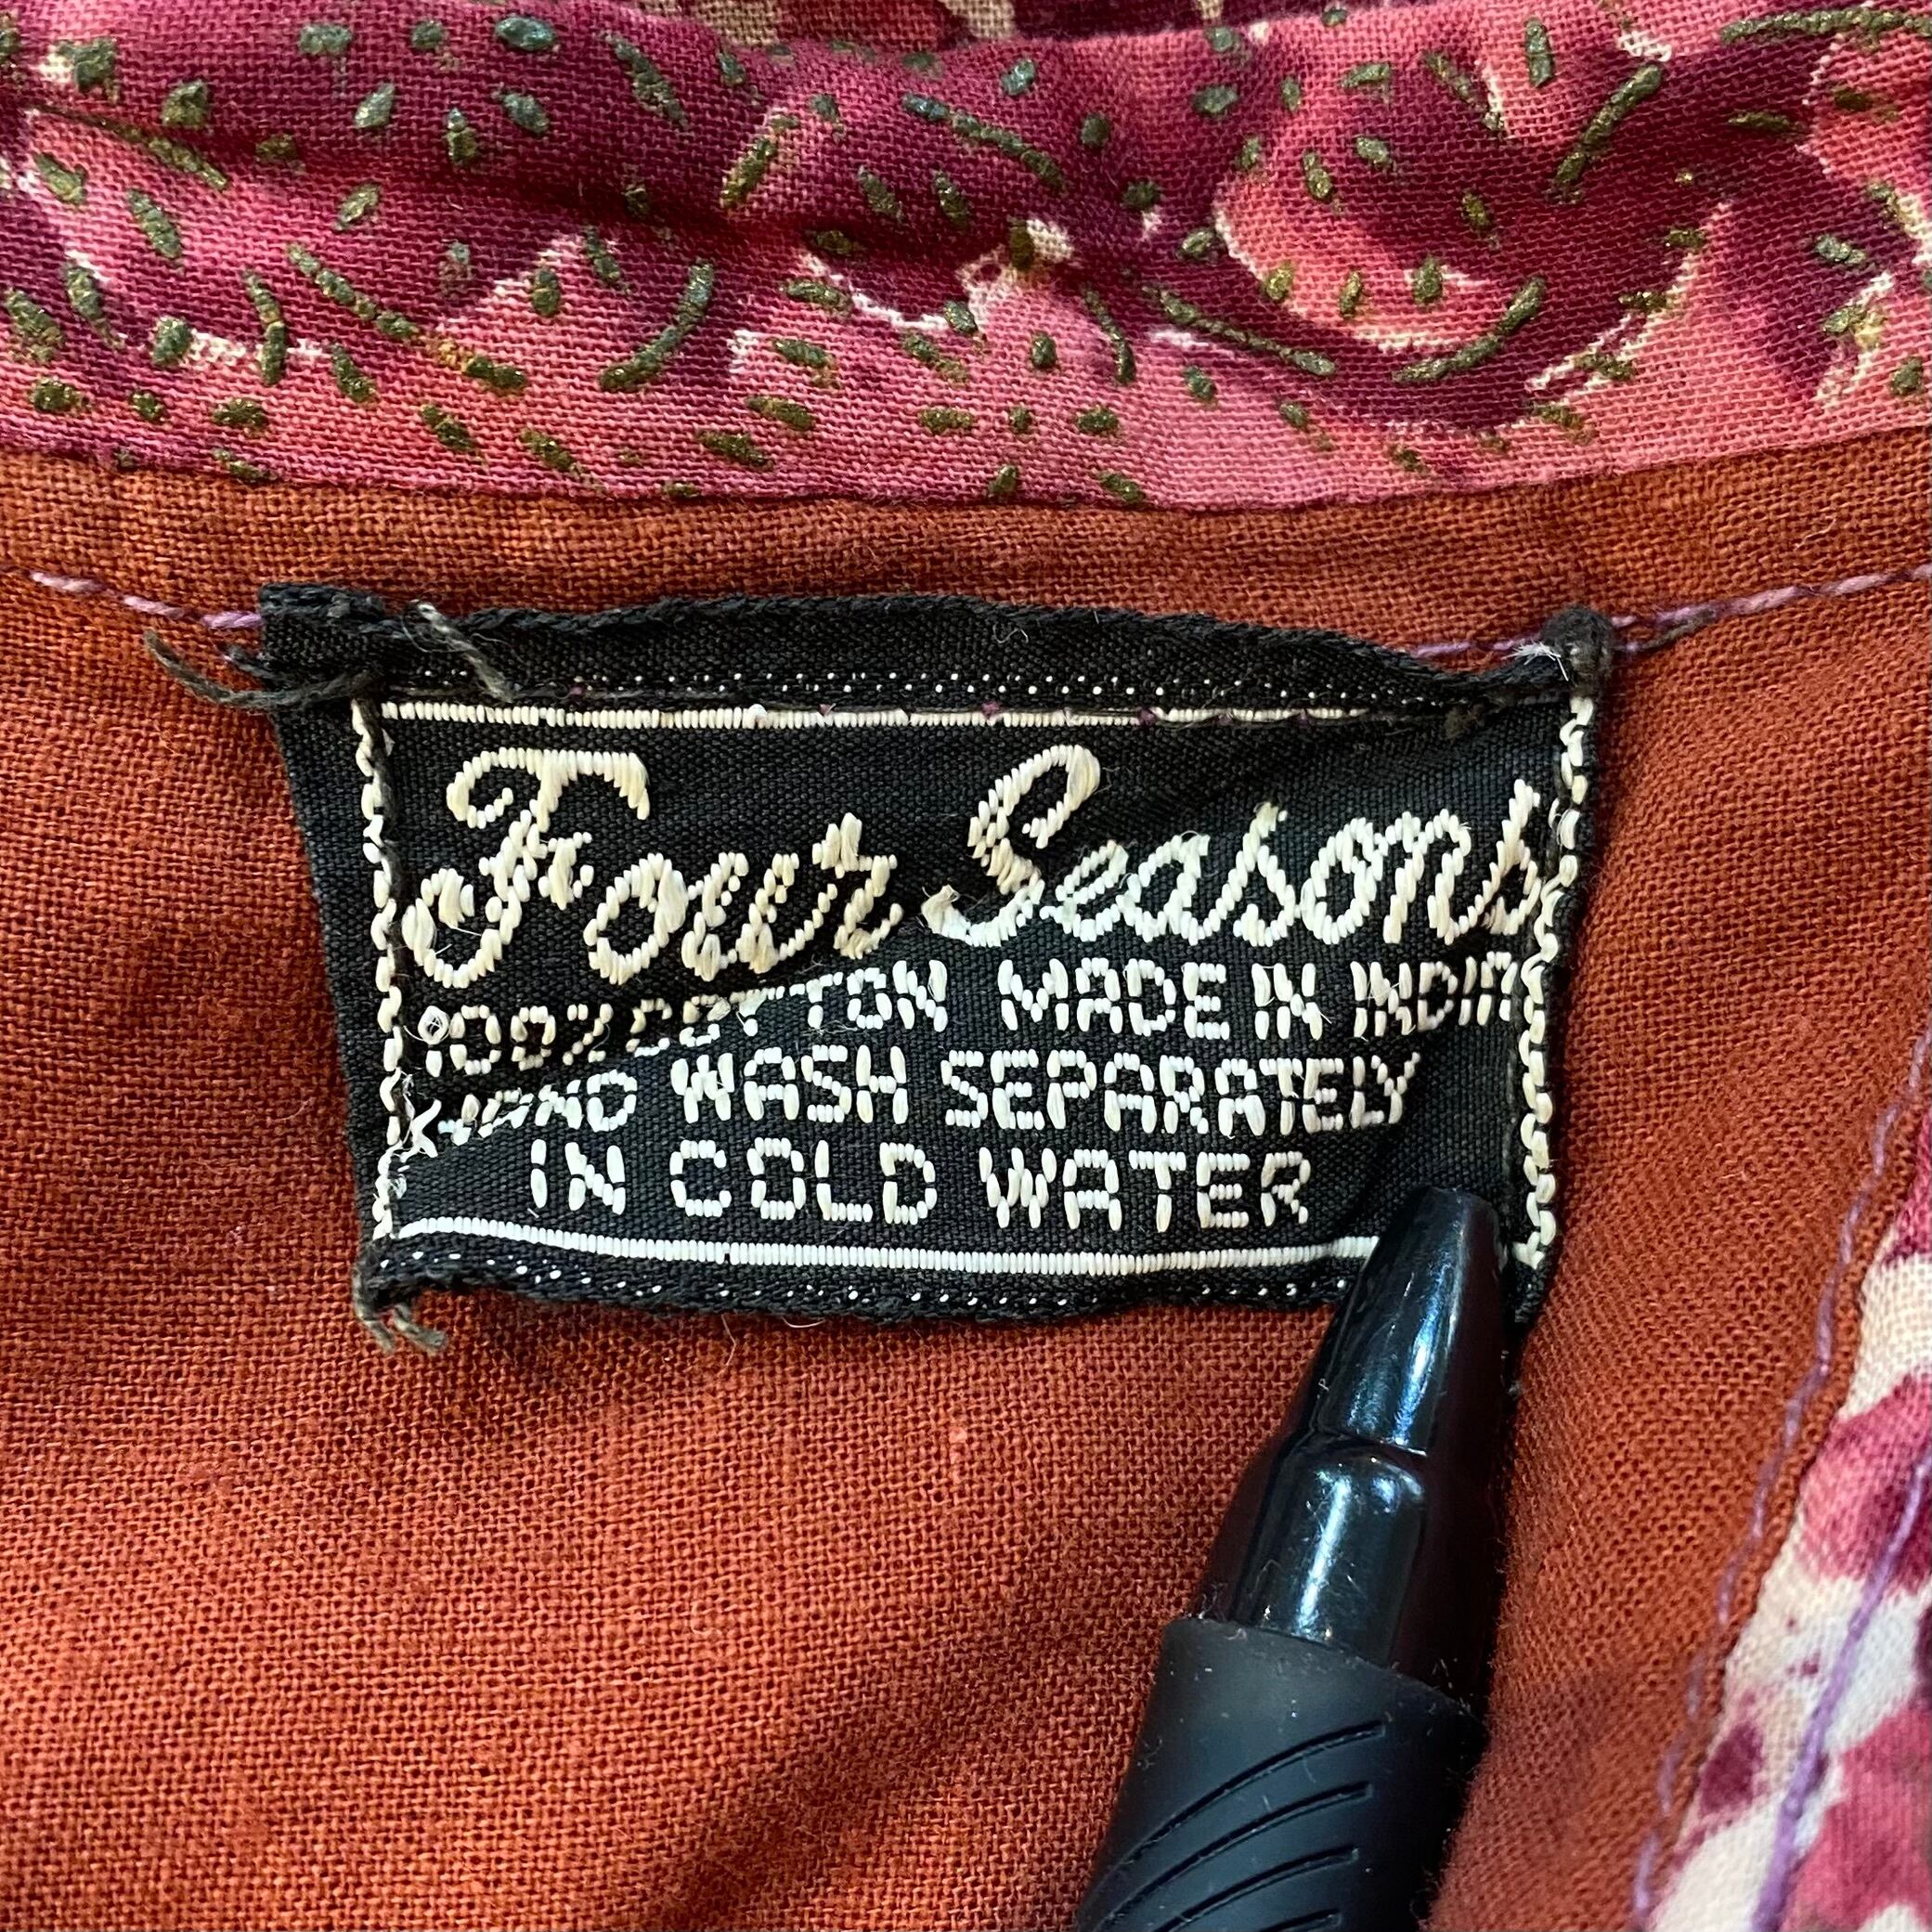 Four Seasons
100% COTTON MADE IN INDIA
HAND WASH SEPARATELY
IN COLD WATER